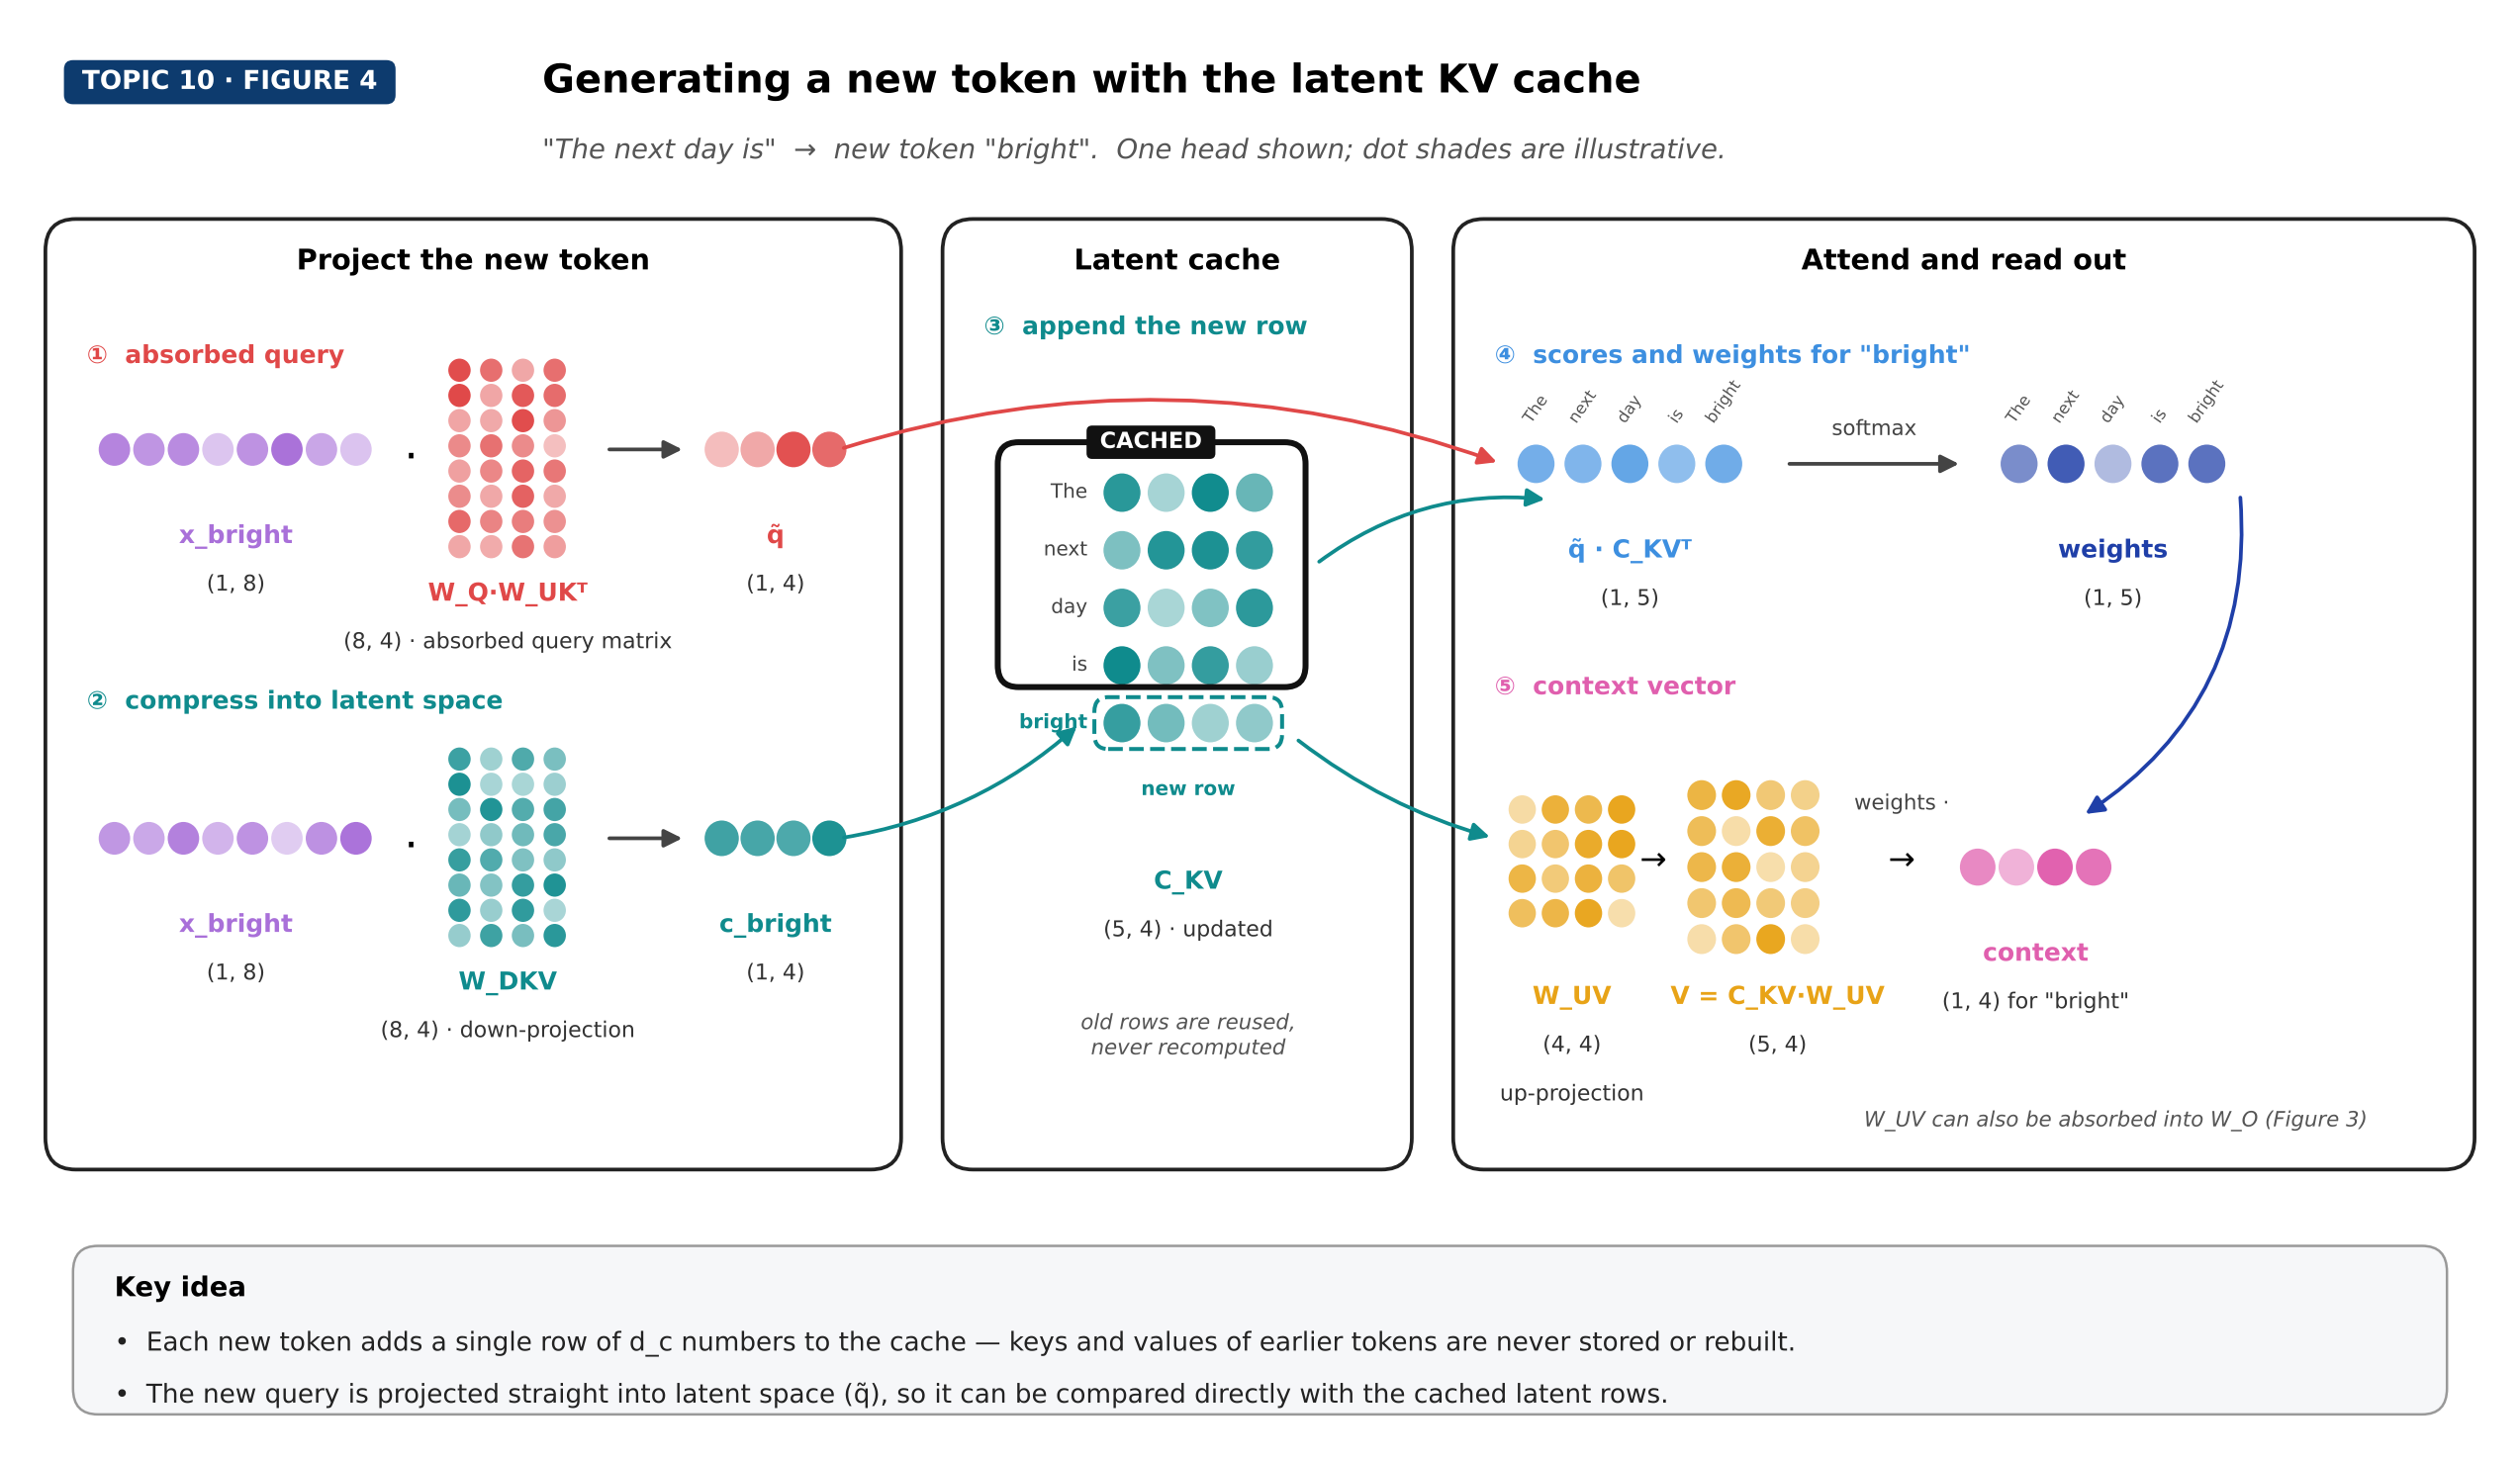 TOPIC 10 · FIGURE 4
Generating a new token with the latent KV cache
"The next day is" → new token "bright". One head shown; dot shades are illustrative.
Project the new token
① absorbed query
x_bright
(1, 8)
·
W_Q·W_UKᵀ
(8, 4) · absorbed query matrix
q̃
(1, 4)
② compress into latent space
x_bright
(1, 8)
·
W_DKV
(8, 4) · down-projection
c_bright
(1, 4)
Latent cache
③ append the new row
CACHED
The
next
day
is
bright
new row
C_KV
(5, 4) · updated
old rows are reused,
never recomputed
Attend and read out
④ scores and weights for "bright"
The next day is bright
softmax
The next day is bright
q̃ · C_KVᵀ
(1, 5)
weights
(1, 5)
⑤ context vector
→
weights ·
→
W_UV
(4, 4)
up-projection
V = C_KV·W_UV
(5, 4)
context
(1, 4) for "bright"
W_UV can also be absorbed into W_O (Figure 3)
Key idea
• Each new token adds a single row of d_c numbers to the cache — keys and values of earlier tokens are never stored or rebuilt.
• The new query is projected straight into latent space (q̃), so it can be compared directly with the cached latent rows.